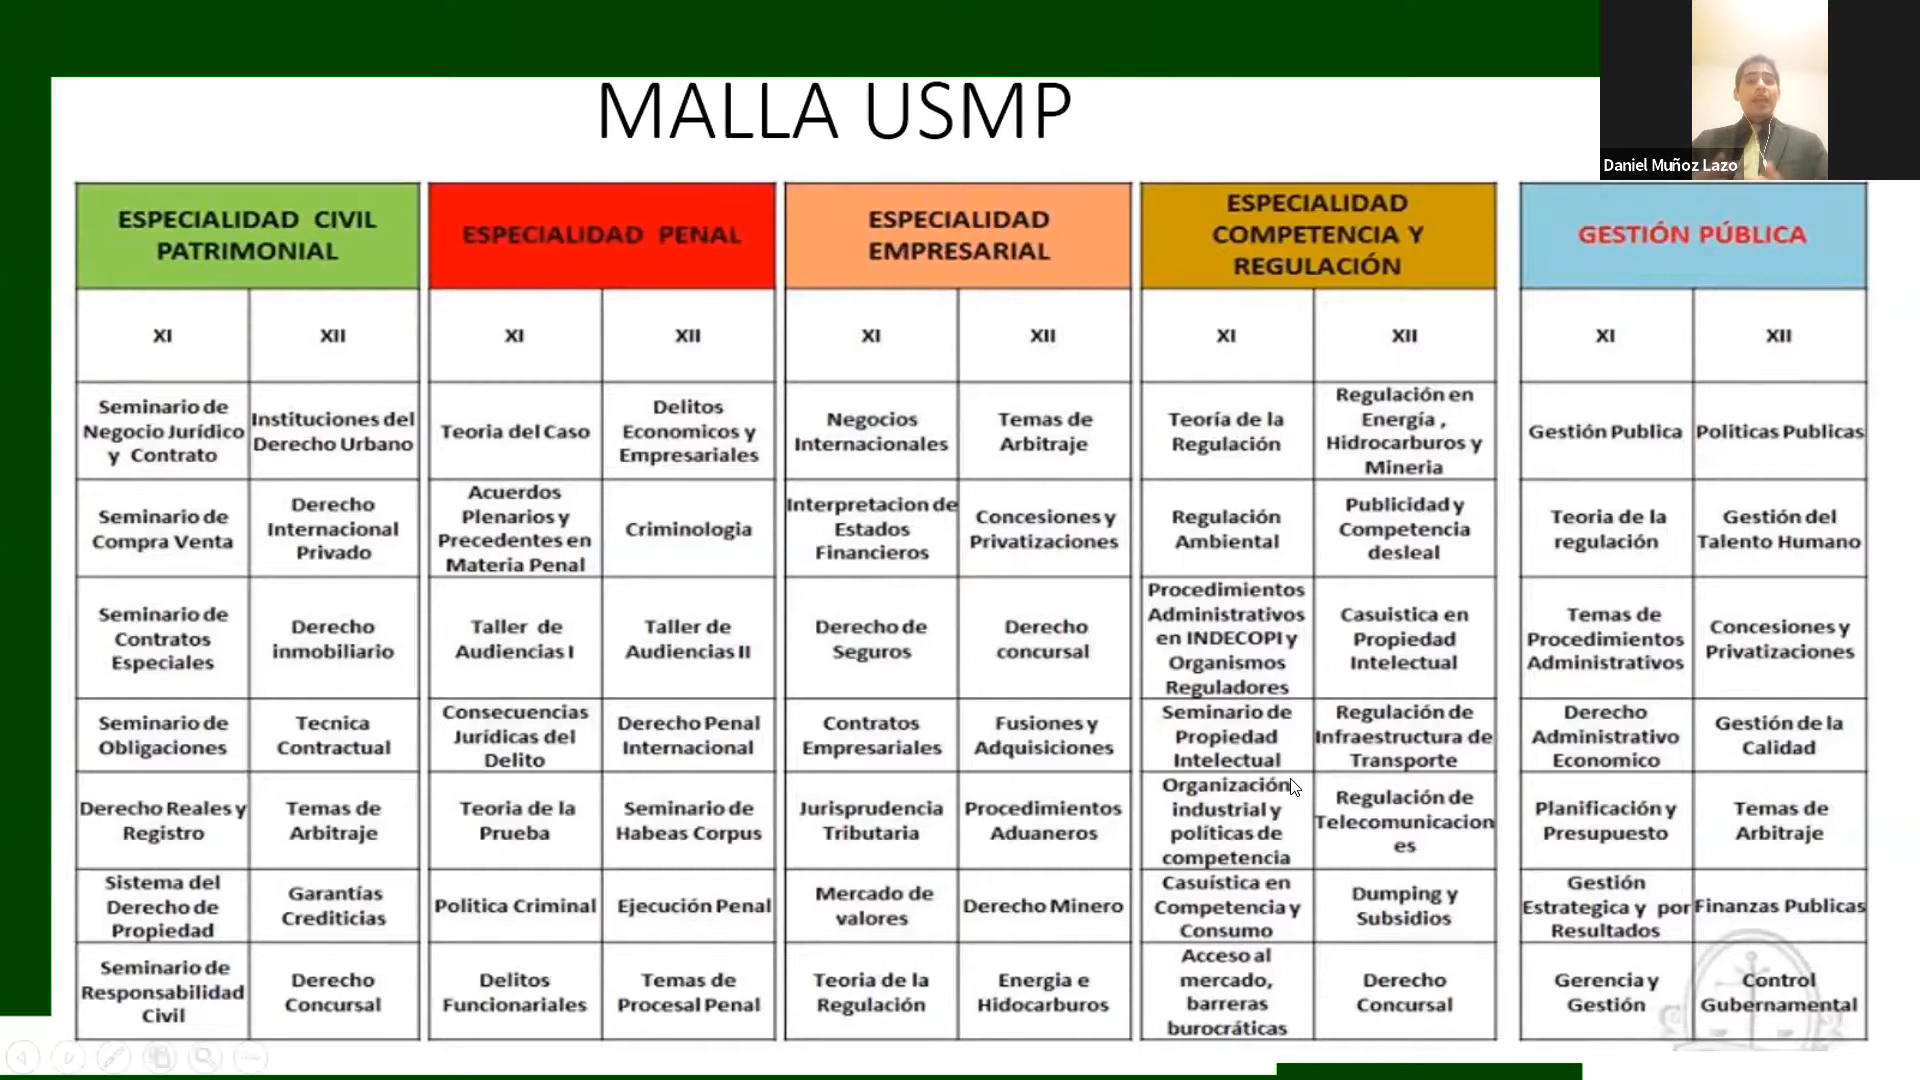 MALLA USMP
Daniel Muñoz Lazo
ESPECIALIDAD CIVIL
PATRIMONIAL
ESPECIALIDAD PENAL
ESPECIALIDAD
EMPRESARIAL
ESPECIALIDAD
COMPETENCIA Y
REGULACIÓN
GESTIÓN PÚBLICA
XI
XII
XI
XII
XI
XII
XI
XII
XI
XII
Seminario de
Negocio Jurídico
y Contrato
Instituciones del
Derecho Urbano
Teoria del Caso
Delitos
Economicos y
Empresariales
Negocios
Internacionales
Temas de
Arbitraje
Teoría de la
Regulación
Regulación en
Energía ,
Hidrocarburos y
Mineria
Gestión Publica
Politicas Publicas
Seminario de
Compra Venta
Derecho
Internacional
Privado
Acuerdos
Plenarios y
Precedentes en
Materia Penal
Criminologia
Interpretacion de
Estados
Financieros
Concesiones y
Privatizaciones
Regulación
Ambiental
Publicidad y
Competencia
desleal
Teoria de la
regulación
Gestión del
Talento Humano
Seminario de
Contratos
Especiales
Derecho
inmobiliario
Taller de
Audiencias I
Taller de
Audiencias II
Derecho de
Seguros
Derecho
concursal
Procedimientos
Administrativos
en INDECOPI y
Organismos
Reguladores
Casuistica en
Propiedad
Intelectual
Temas de
Procedimientos
Administrativos
Concesiones y
Privatizaciones
Seminario de
Obligaciones
Tecnica
Contractual
Consecuencias
Jurídicas del
Delito
Derecho Penal
Internacional
Contratos
Empresariales
Fusiones y
Adquisiciones
Seminario de
Propiedad
Intelectual
Regulación de
Infraestructura de
Transporte
Derecho
Administrativo
Economico
Gestión de la
Calidad
Derecho Reales y
Registro
Temas de
Arbitraje
Teoria de la
Prueba
Seminario de
Habeas Corpus
Jurisprudencia
Tributaria
Procedimientos
Aduaneros
Organización
industrial y
políticas de
competencia
Regulación de
Telecomunicacion
es
Planificación y
Presupuesto
Temas de
Arbitraje
Sistema del
Derecho de
Propiedad
Garantías
Crediticias
Politica Criminal
Ejecución Penal
Mercado de
valores
Derecho Minero
Casuística en
Competencia y
Consumo
Dumping y
Subsidios
Gestión
Estrategica y por
Resultados
Finanzas Publicas
Seminario de
Responsabilidad
Civil
Derecho
Concursal
Delitos
Funcionariales
Temas de
Procesal Penal
Teoria de la
Regulación
Energia e
Hidocarburos
Acceso al
mercado,
barreras
burocráticas
Derecho
Concursal
Gerencia y
Gestión
Control
Gubernamental